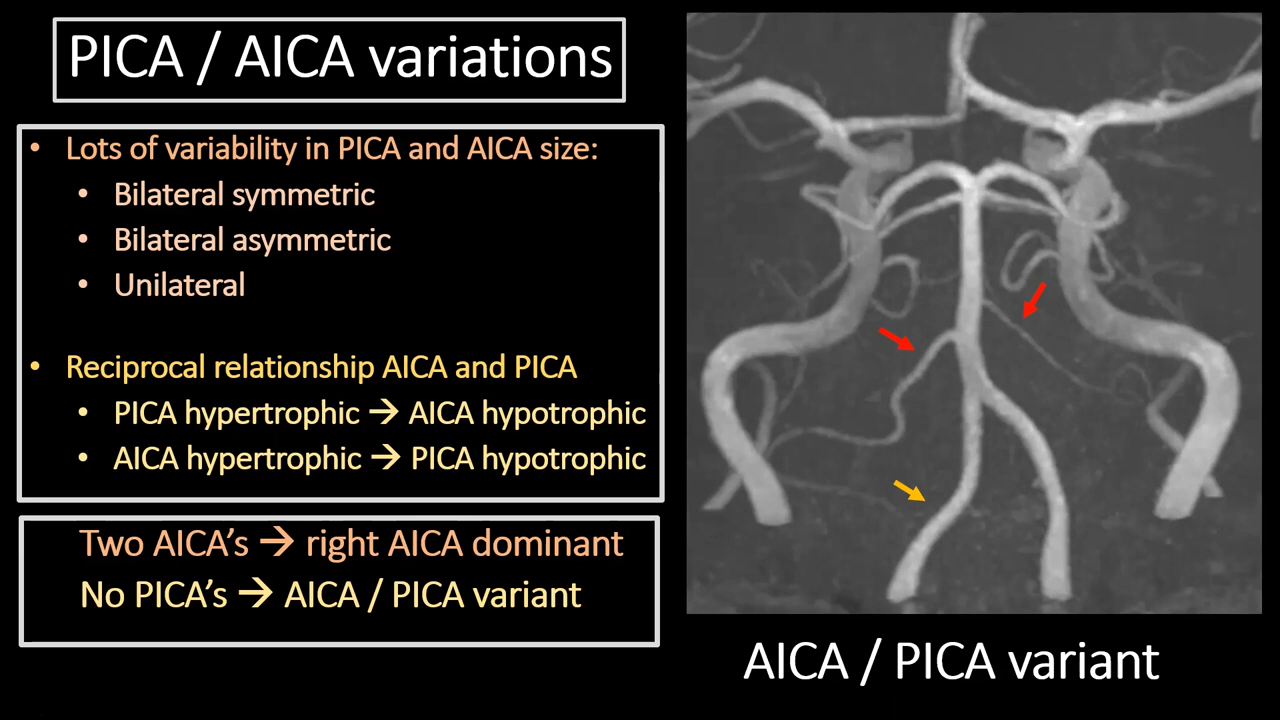 PICA / AICA variations
• Lots of variability in PICA and AICA size:
• Bilateral symmetric
• Bilateral asymmetric
• Unilateral
• Reciprocal relationship AICA and PICA
• PICA hypertrophic → AICA hypotrophic
• AICA hypertrophic → PICA hypotrophic
Two AICA’s → right AICA dominant
No PICA’s → AICA / PICA variant
AICA / PICA variant